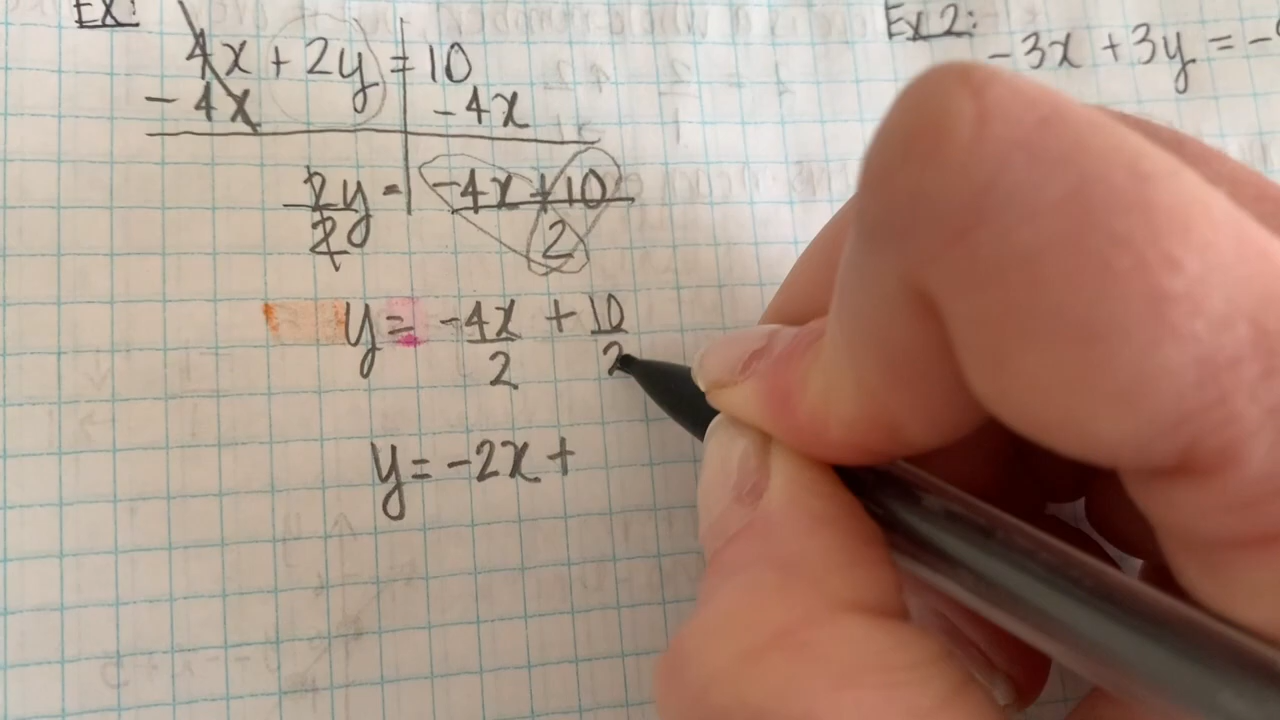 Ex:
4x + 2y = 10
- 4x - 4x
2y = -4x + 10
2 2
y = -4x + 10
2 2
y = -2x +
Ex 2:
-3x + 3y = -